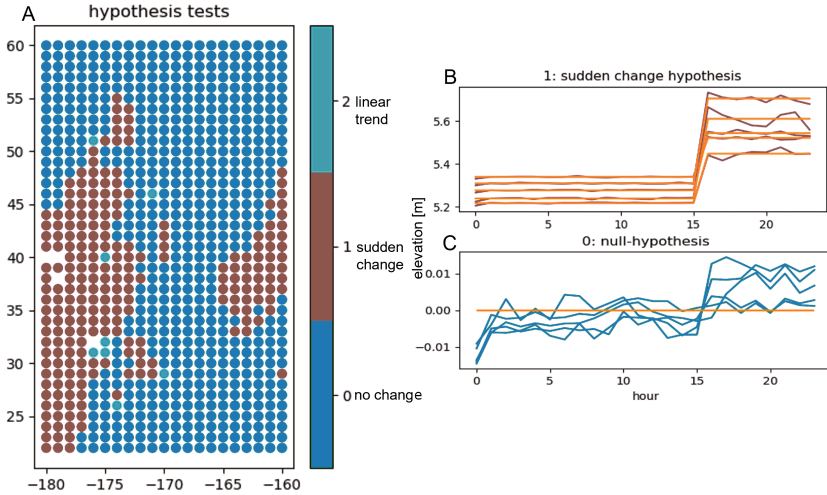 A
hypothesis tests
60
55
50
45
40
35
30
25
−180 −175 −170 −165 −160
2 linear
trend
1 sudden
change
0 no change
B
1: sudden change hypothesis
5.6
5.4
5.2
0 5 10 15 20
elevation [m]
C
0: null-hypothesis
0.01
0.00
−0.01
0 5 10 15 20
hour